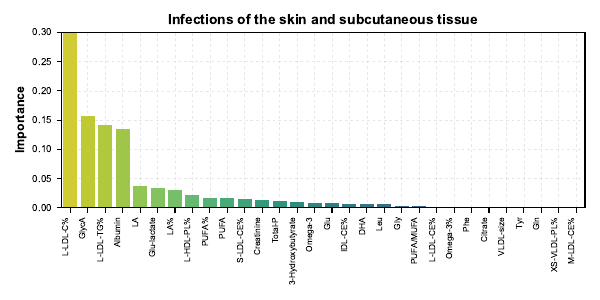 Infections of the skin and subcutaneous tissue
Importance
0.30
0.25
0.20
0.15
0.10
0.05
0.00
L-LDL-C%
GlycA
L-LDL-TG%
Albumin
LA
Glu-lactate
LA%
L-HDL-PL%
PUFA%
PUFA
S-LDL-CE%
Creatinine
Total-P
3-Hydroxybutyrate
Omega-3
Glu
IDL-CE%
DHA
Leu
Gly
PUFA/MUFA
L-LDL-CE%
Omega-3%
Phe
Citrate
VLDL-size
Tyr
Gln
XS-VLDL-PL%
M-LDL-CE%